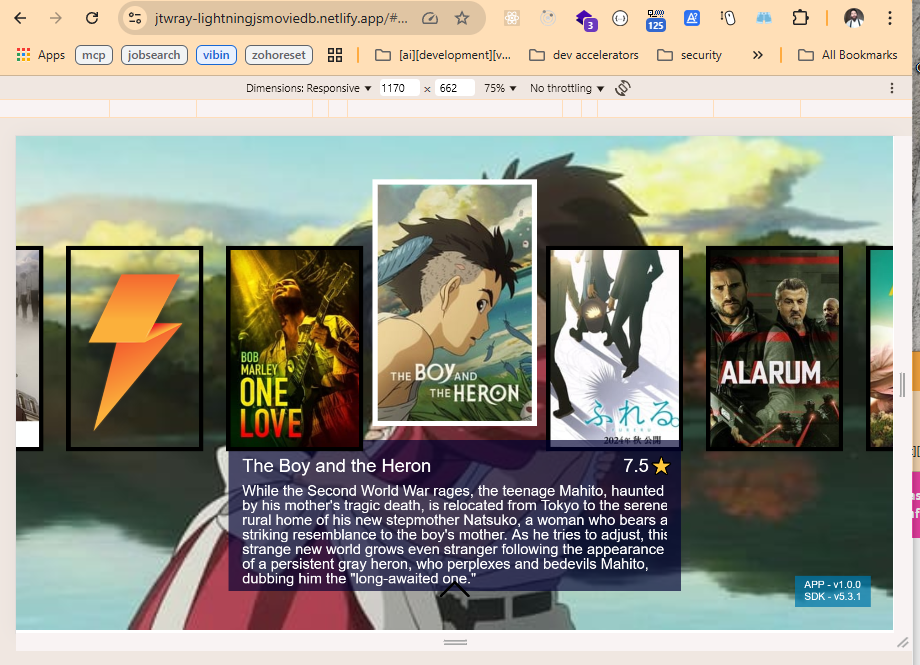 jtwray-lightningjsmoviedb.netlify.app/#...
3
125
Apps
mcp
jobsearch
vibin
zohoreset
[ai][development][v...
dev accelerators
security
»
All Bookmarks
Dimensions: Responsive
1170
x
662
75%
No throttling
BOB
MARLEY
ONE
LOVE
THE BOY AND
THE HERON
ふれる。
2024年 秋 公開
ALARUM
The Boy and the Heron
7.5
While the Second World War rages, the teenage Mahito, haunted
by his mother's tragic death, is relocated from Tokyo to the serene
rural home of his new stepmother Natsuko, a woman who bears a
striking resemblance to the boy's mother. As he tries to adjust, this
strange new world grows even stranger following the appearance
of a persistent gray heron, who perplexes and bedevils Mahito,
dubbing him the "long-awaited one."
APP - v1.0.0
SDK - v5.3.1